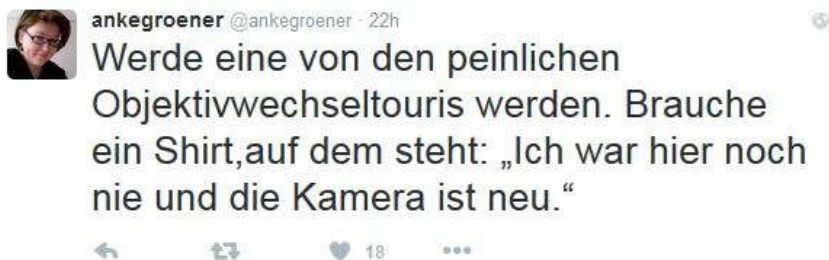 ankegroener @ankegroener · 22h
Werde eine von den peinlichen
Objektivwechseltouris werden. Brauche
ein Shirt,auf dem steht: „Ich war hier noch
nie und die Kamera ist neu.“
18